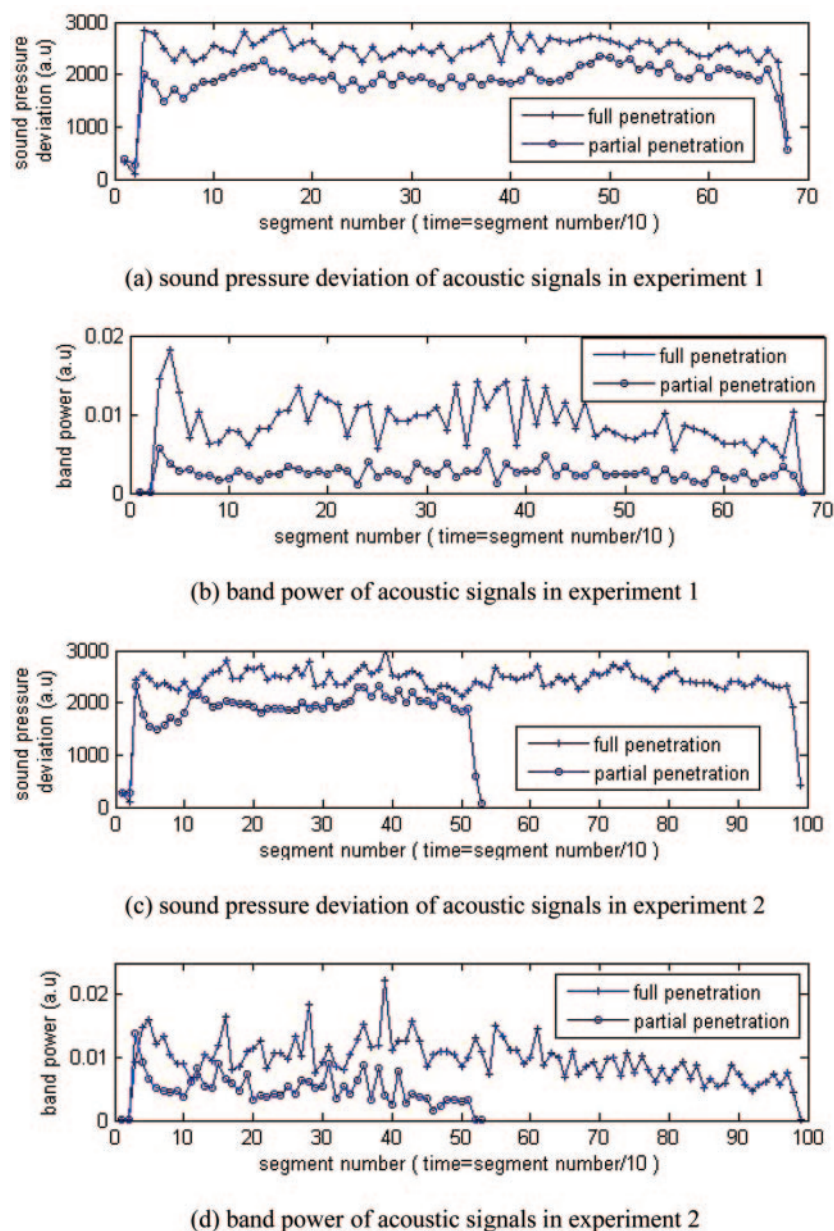 3000
2000
1000
0
sound pressure
deviation (a.u)
full penetration
partial penetration
0 10 20 30 40 50 60 70
segment number ( time=segment number/10 )
(a) sound pressure deviation of acoustic signals in experiment 1
0.02
0.01
0
band power (a.u)
full penetration
partial penetration
0 10 20 30 40 50 60 70
segment number ( time=segment number/10 )
(b) band power of acoustic signals in experiment 1
3000
2000
1000
0
sound pressure
deviation (a.u)
full penetration
partial penetration
0 10 20 30 40 50 60 70 80 90 100
segment number ( time=segment number/10 )
(c) sound pressure deviation of acoustic signals in experiment 2
0.02
0.01
0
band power (a.u)
full penetration
partial penetration
0 10 20 30 40 50 60 70 80 90 100
segment number ( time=segment number/10 )
(d) band power of acoustic signals in experiment 2